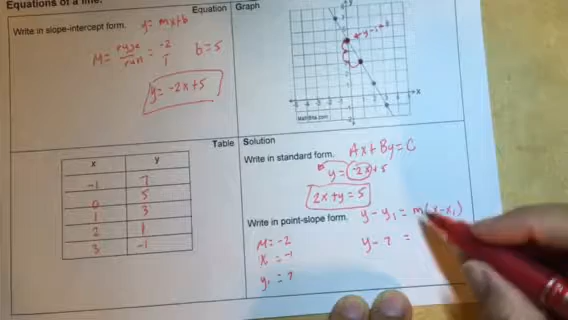 Equations of a line.
Equation
Write in slope-intercept form. y = mx+b
M = rise/run = -2/1 b = 5
y = -2x+5
Graph
y
x
MathBits.com
Table
x y
-1 7
0 5
1 3
2 1
3 -1
Solution
Write in standard form. Ax + By = C
y = -2x+5
2x+y = 5
Write in point-slope form. y - y₁ = m(x-x₁)
M = -2
x = -1
y₁ = 7
y - 7 =